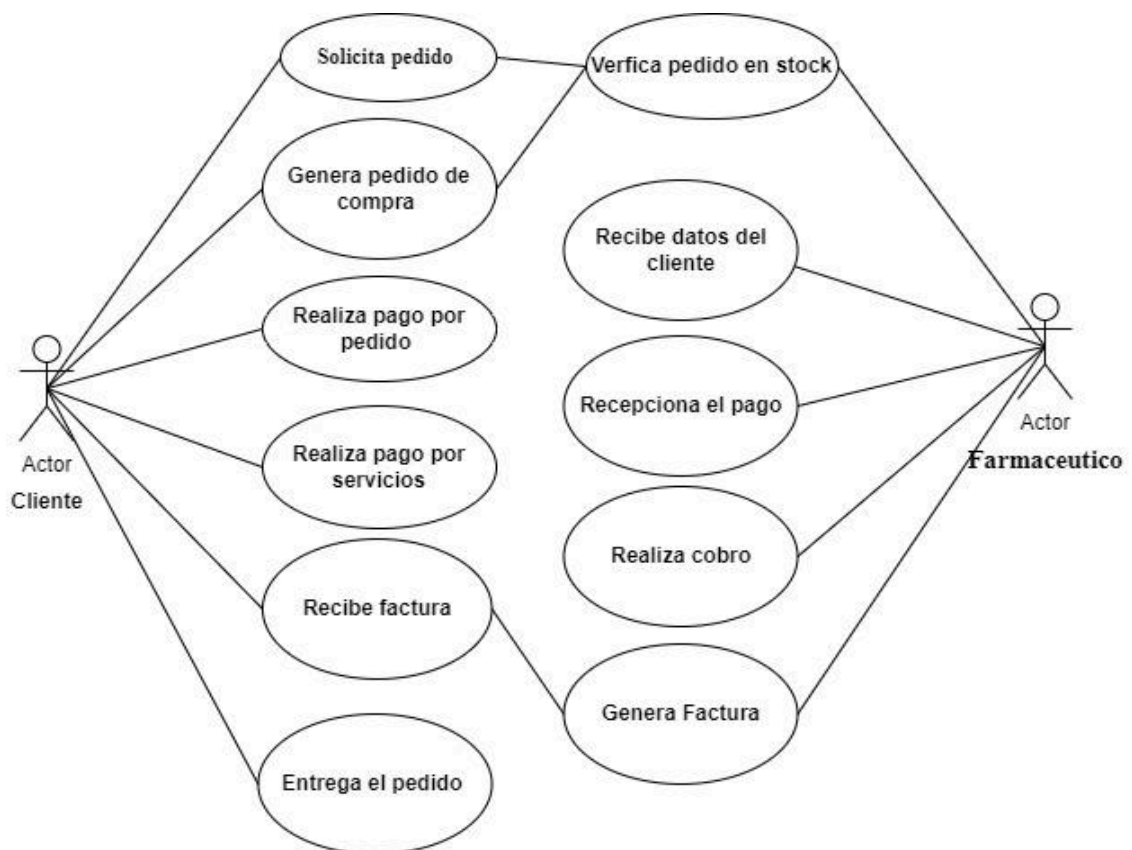 Solicita pedido
Verfica pedido en stock
Genera pedido de
compra
Recibe datos del
cliente
Realiza pago por
pedido
Recepciona el pago
Actor
Farmaceutico
Actor
Cliente
Realiza pago por
servicios
Realiza cobro
Recibe factura
Genera Factura
Entrega el pedido